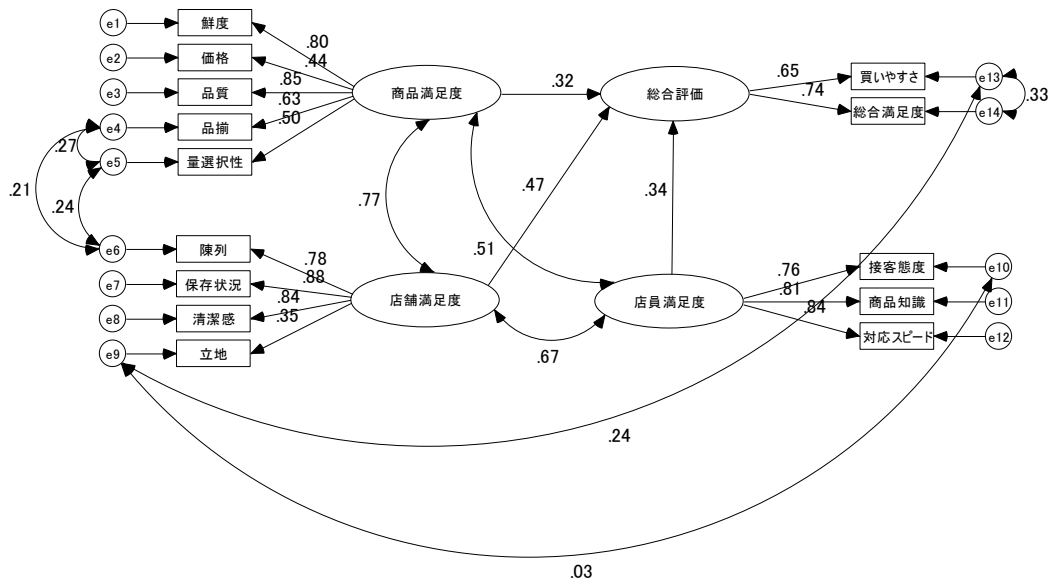 e1
鮮度
e2
価格
e3
品質
e4
品揃
e5
量選択性
.80
.44
.85
.63
.50
商品満足度
.32
総合評価
.65
.74
買いやすさ
e13
総合満足度
e14
.33
.27
.21
.24
.77
.47
.34
.51
e6
陳列
e7
保存状況
e8
清潔感
e9
立地
.78
.88
.84
.35
店舗満足度
店員満足度
.67
.76
.81
.84
接客態度
e10
商品知識
e11
対応スピード
e12
.24
.03